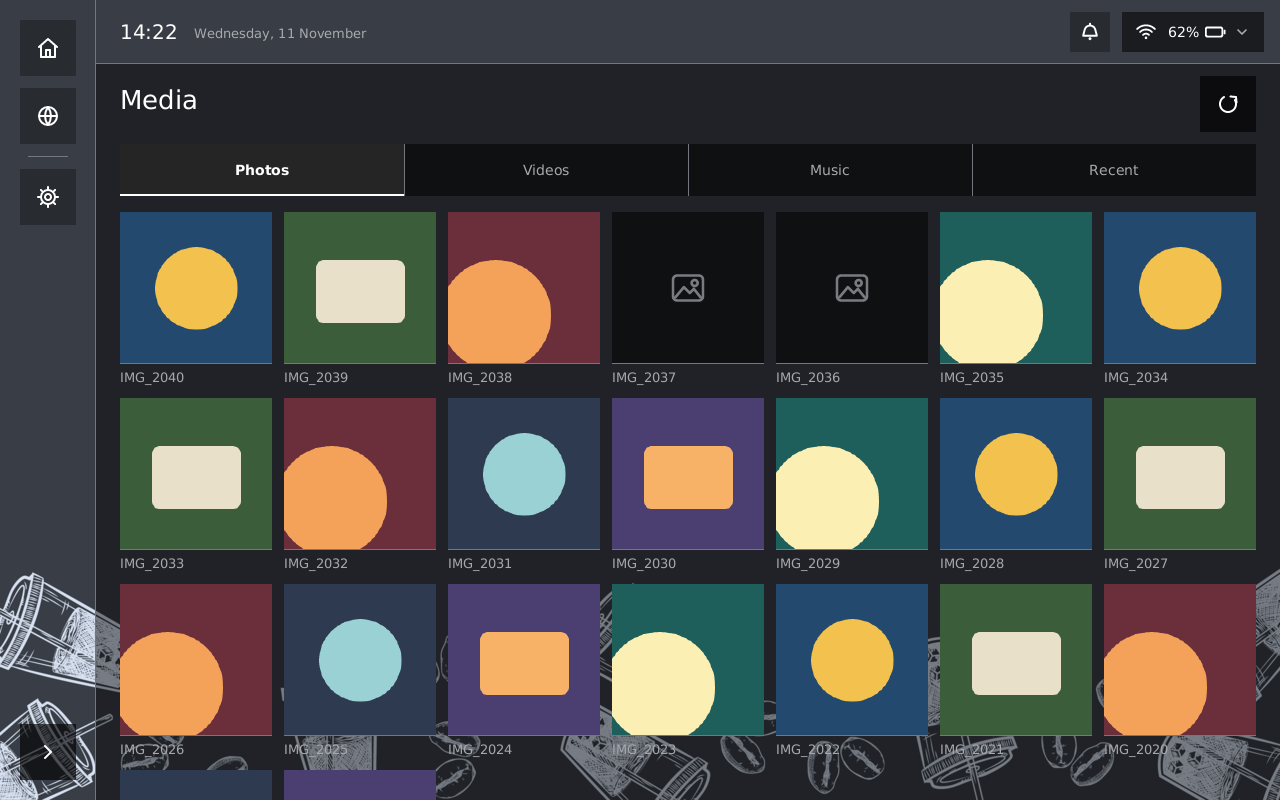 14:22 Wednesday, 11 November 62%
Media
Photos Videos Music Recent
IMG_2040 IMG_2039 IMG_2038 IMG_2037 IMG_2036 IMG_2035 IMG_2034
IMG_2033 IMG_2032 IMG_2031 IMG_2030 IMG_2029 IMG_2028 IMG_2027
IMG_2026 IMG_2025 IMG_2024 IMG_2023 IMG_2022 IMG_2021 IMG_2020